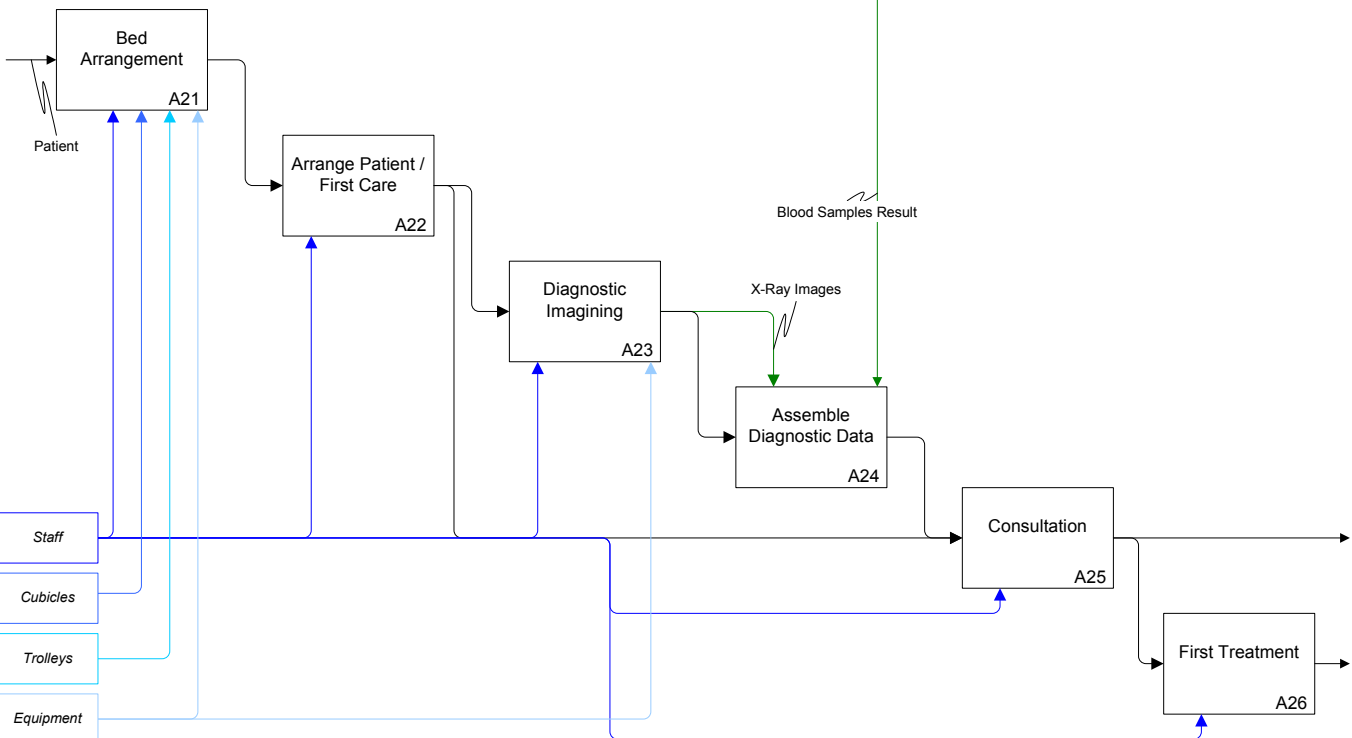 Bed
Arrangement
A21
Patient
Arrange Patient /
First Care
A22
Blood Samples Result
Diagnostic
Imagining
A23
X-Ray Images
Assemble
Diagnostic Data
A24
Consultation
A25
First Treatment
A26
Staff
Cubicles
Trolleys
Equipment